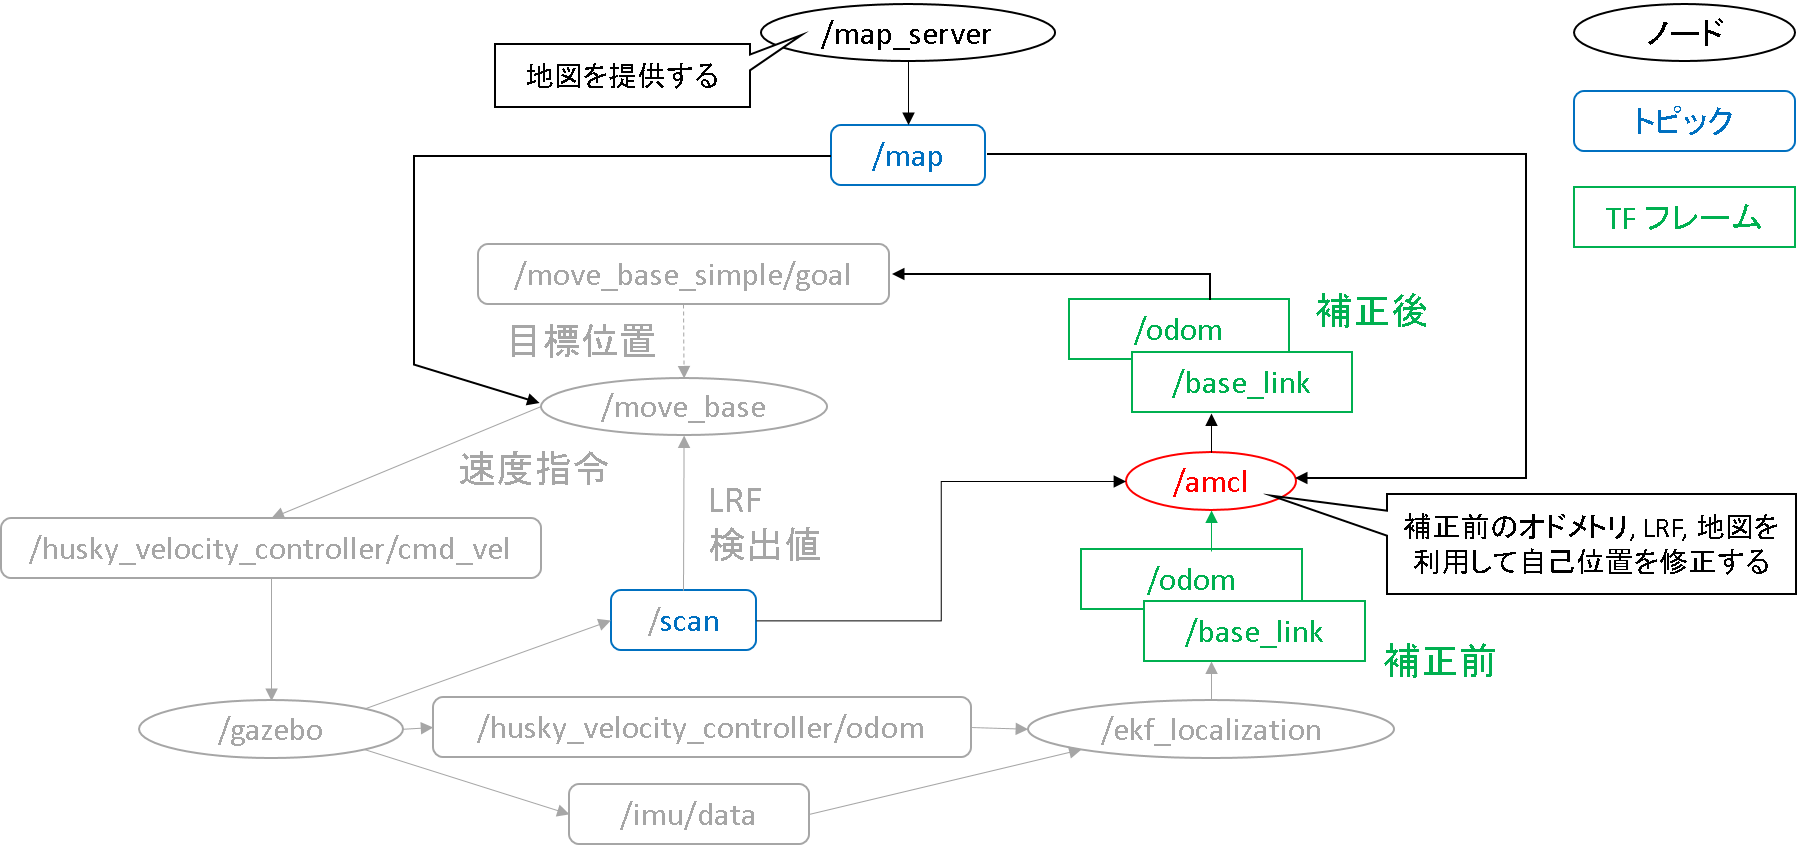 /map_server
ノード
地図を提供する
トピック
/map
TF フレーム
/move_base_simple/goal
補正後
/odom
目標位置
/base_link
/move_base
速度指令
/amcl
LRF
検出値
補正前のオドメトリ, LRF, 地図を
利用して自己位置を修正する
/husky_velocity_controller/cmd_vel
/odom
/scan
/base_link
補正前
/gazebo
/husky_velocity_controller/odom
/ekf_localization
/imu/data